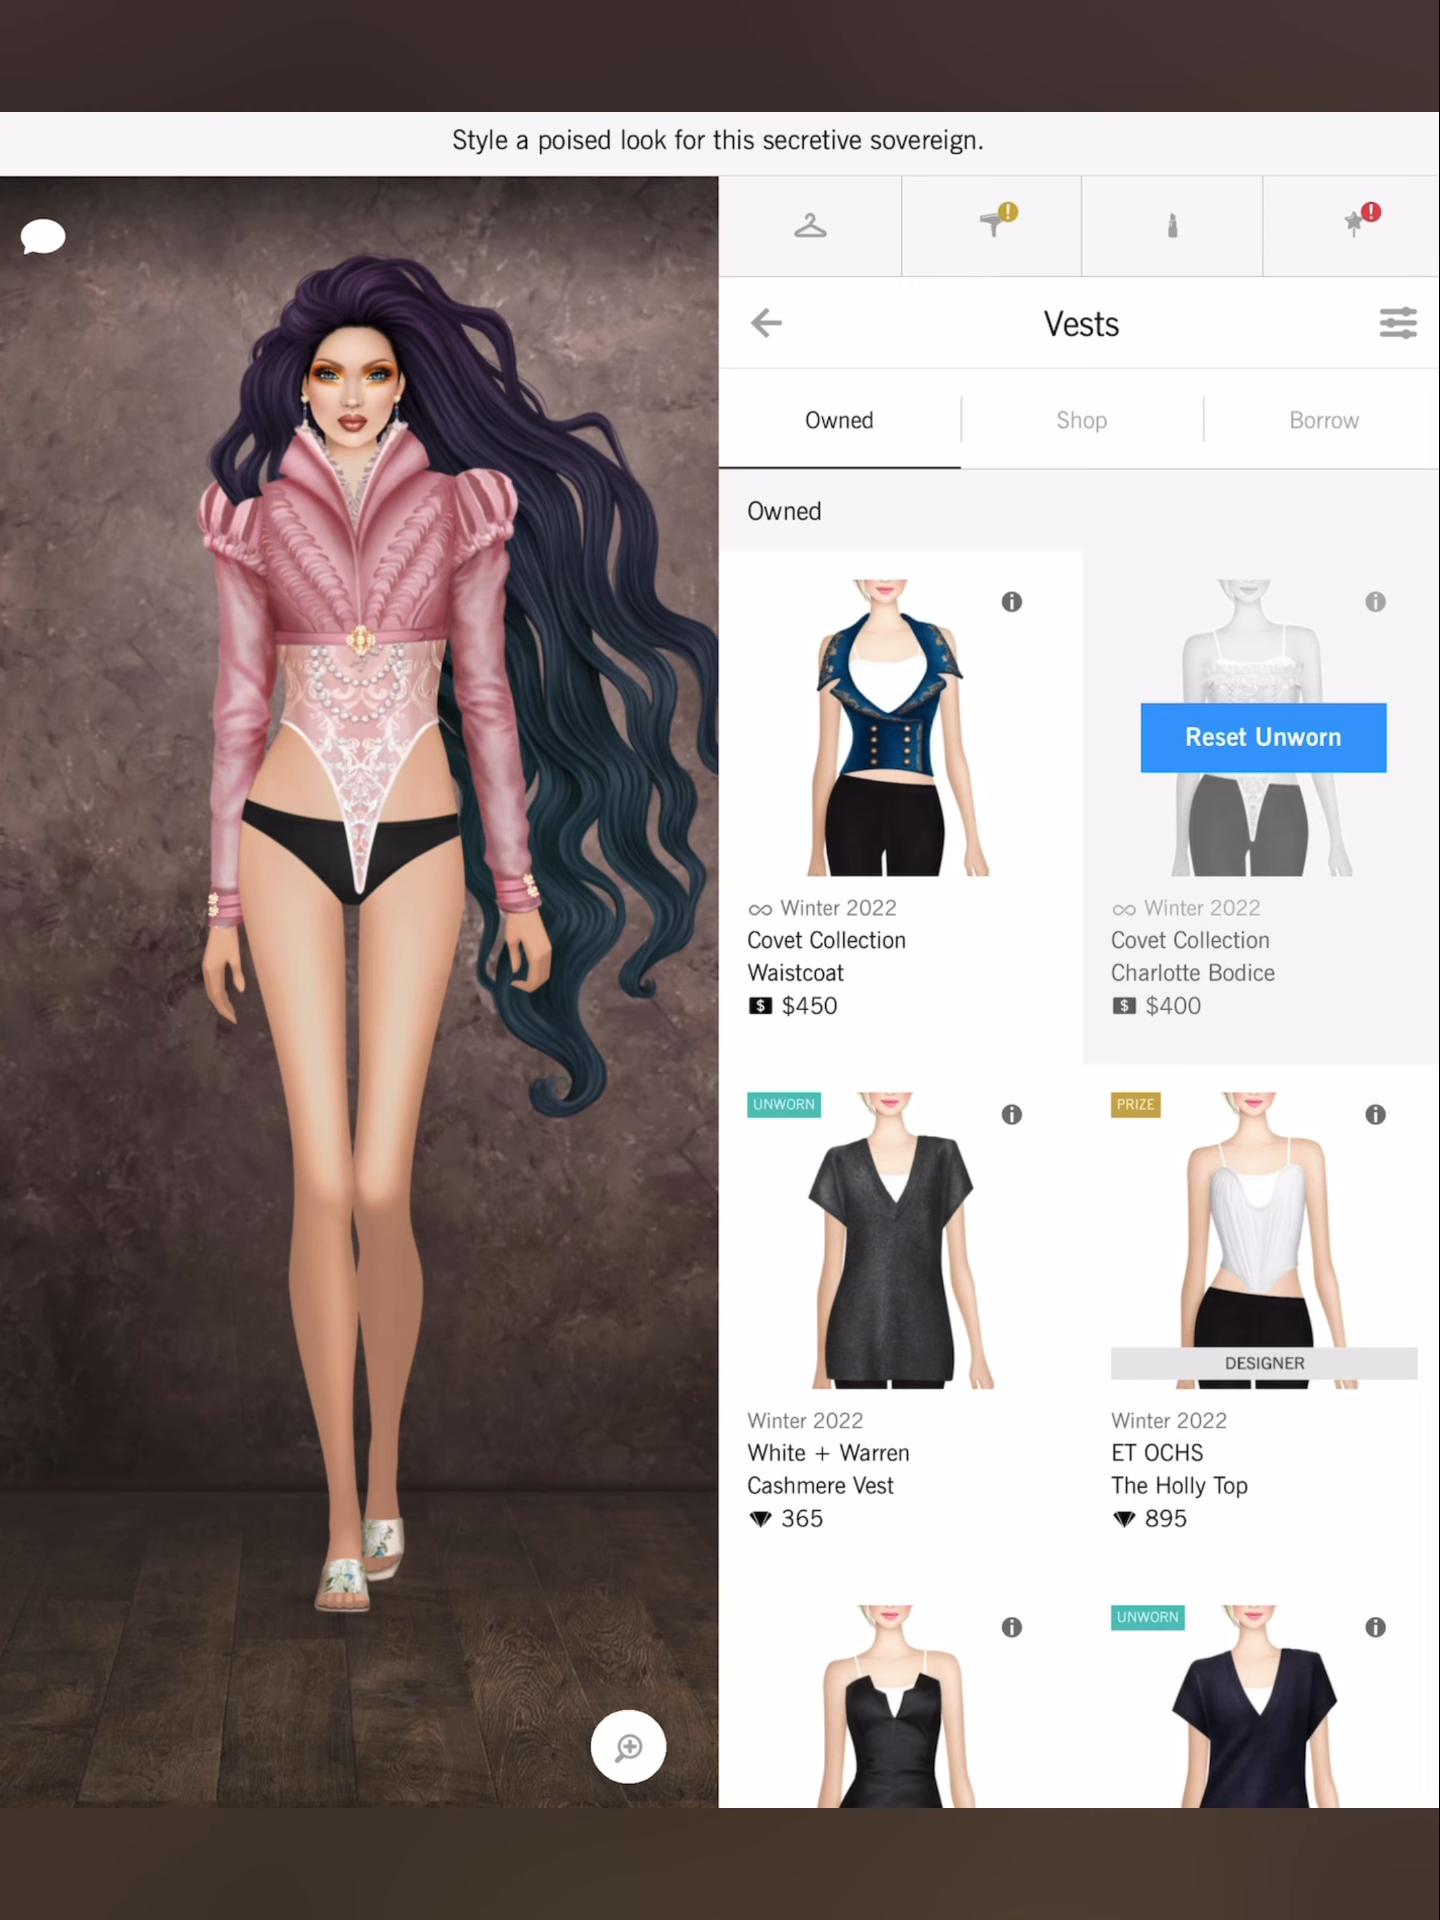 Style a poised look for this secretive sovereign.
Vests
Owned
Shop
Borrow
Owned
Reset Unworn
Winter 2022
Covet Collection
Waistcoat
$ $450
Winter 2022
Covet Collection
Charlotte Bodice
$ $400
UNWORN
PRIZE
DESIGNER
Winter 2022
White + Warren
Cashmere Vest
365
Winter 2022
ET OCHS
The Holly Top
895
UNWORN